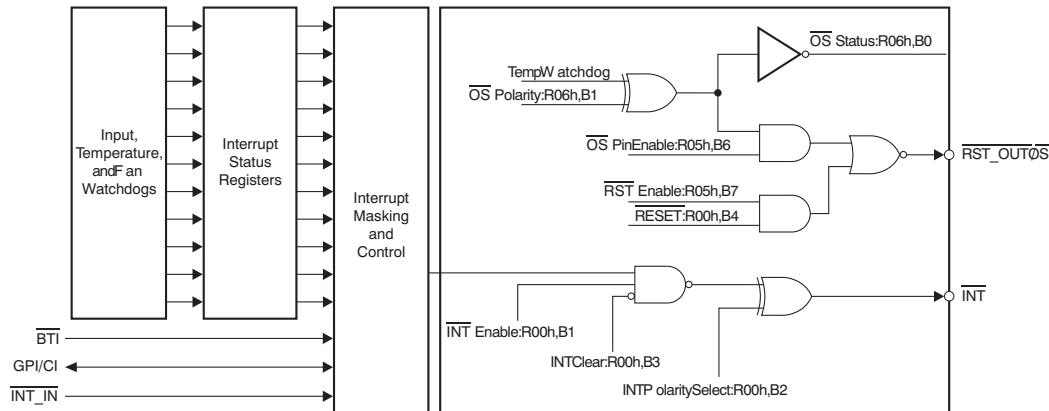 Input,
Temperature,
andF an
Watchdogs
Interrupt
Status
Registers
Interrupt
Masking
and
Control
BTI
GPI/CI
INT_IN
TempW atchdog
OS Polarity:R06h,B1
OS Status:R06h,B0
OS PinEnable:R05h,B6
RST Enable:R05h,B7
RESET:R00h,B4
RST_OUT/OS
INT Enable:R00h,B1
INTClear:R00h,B3
INTP olaritySelect:R00h,B2
INT